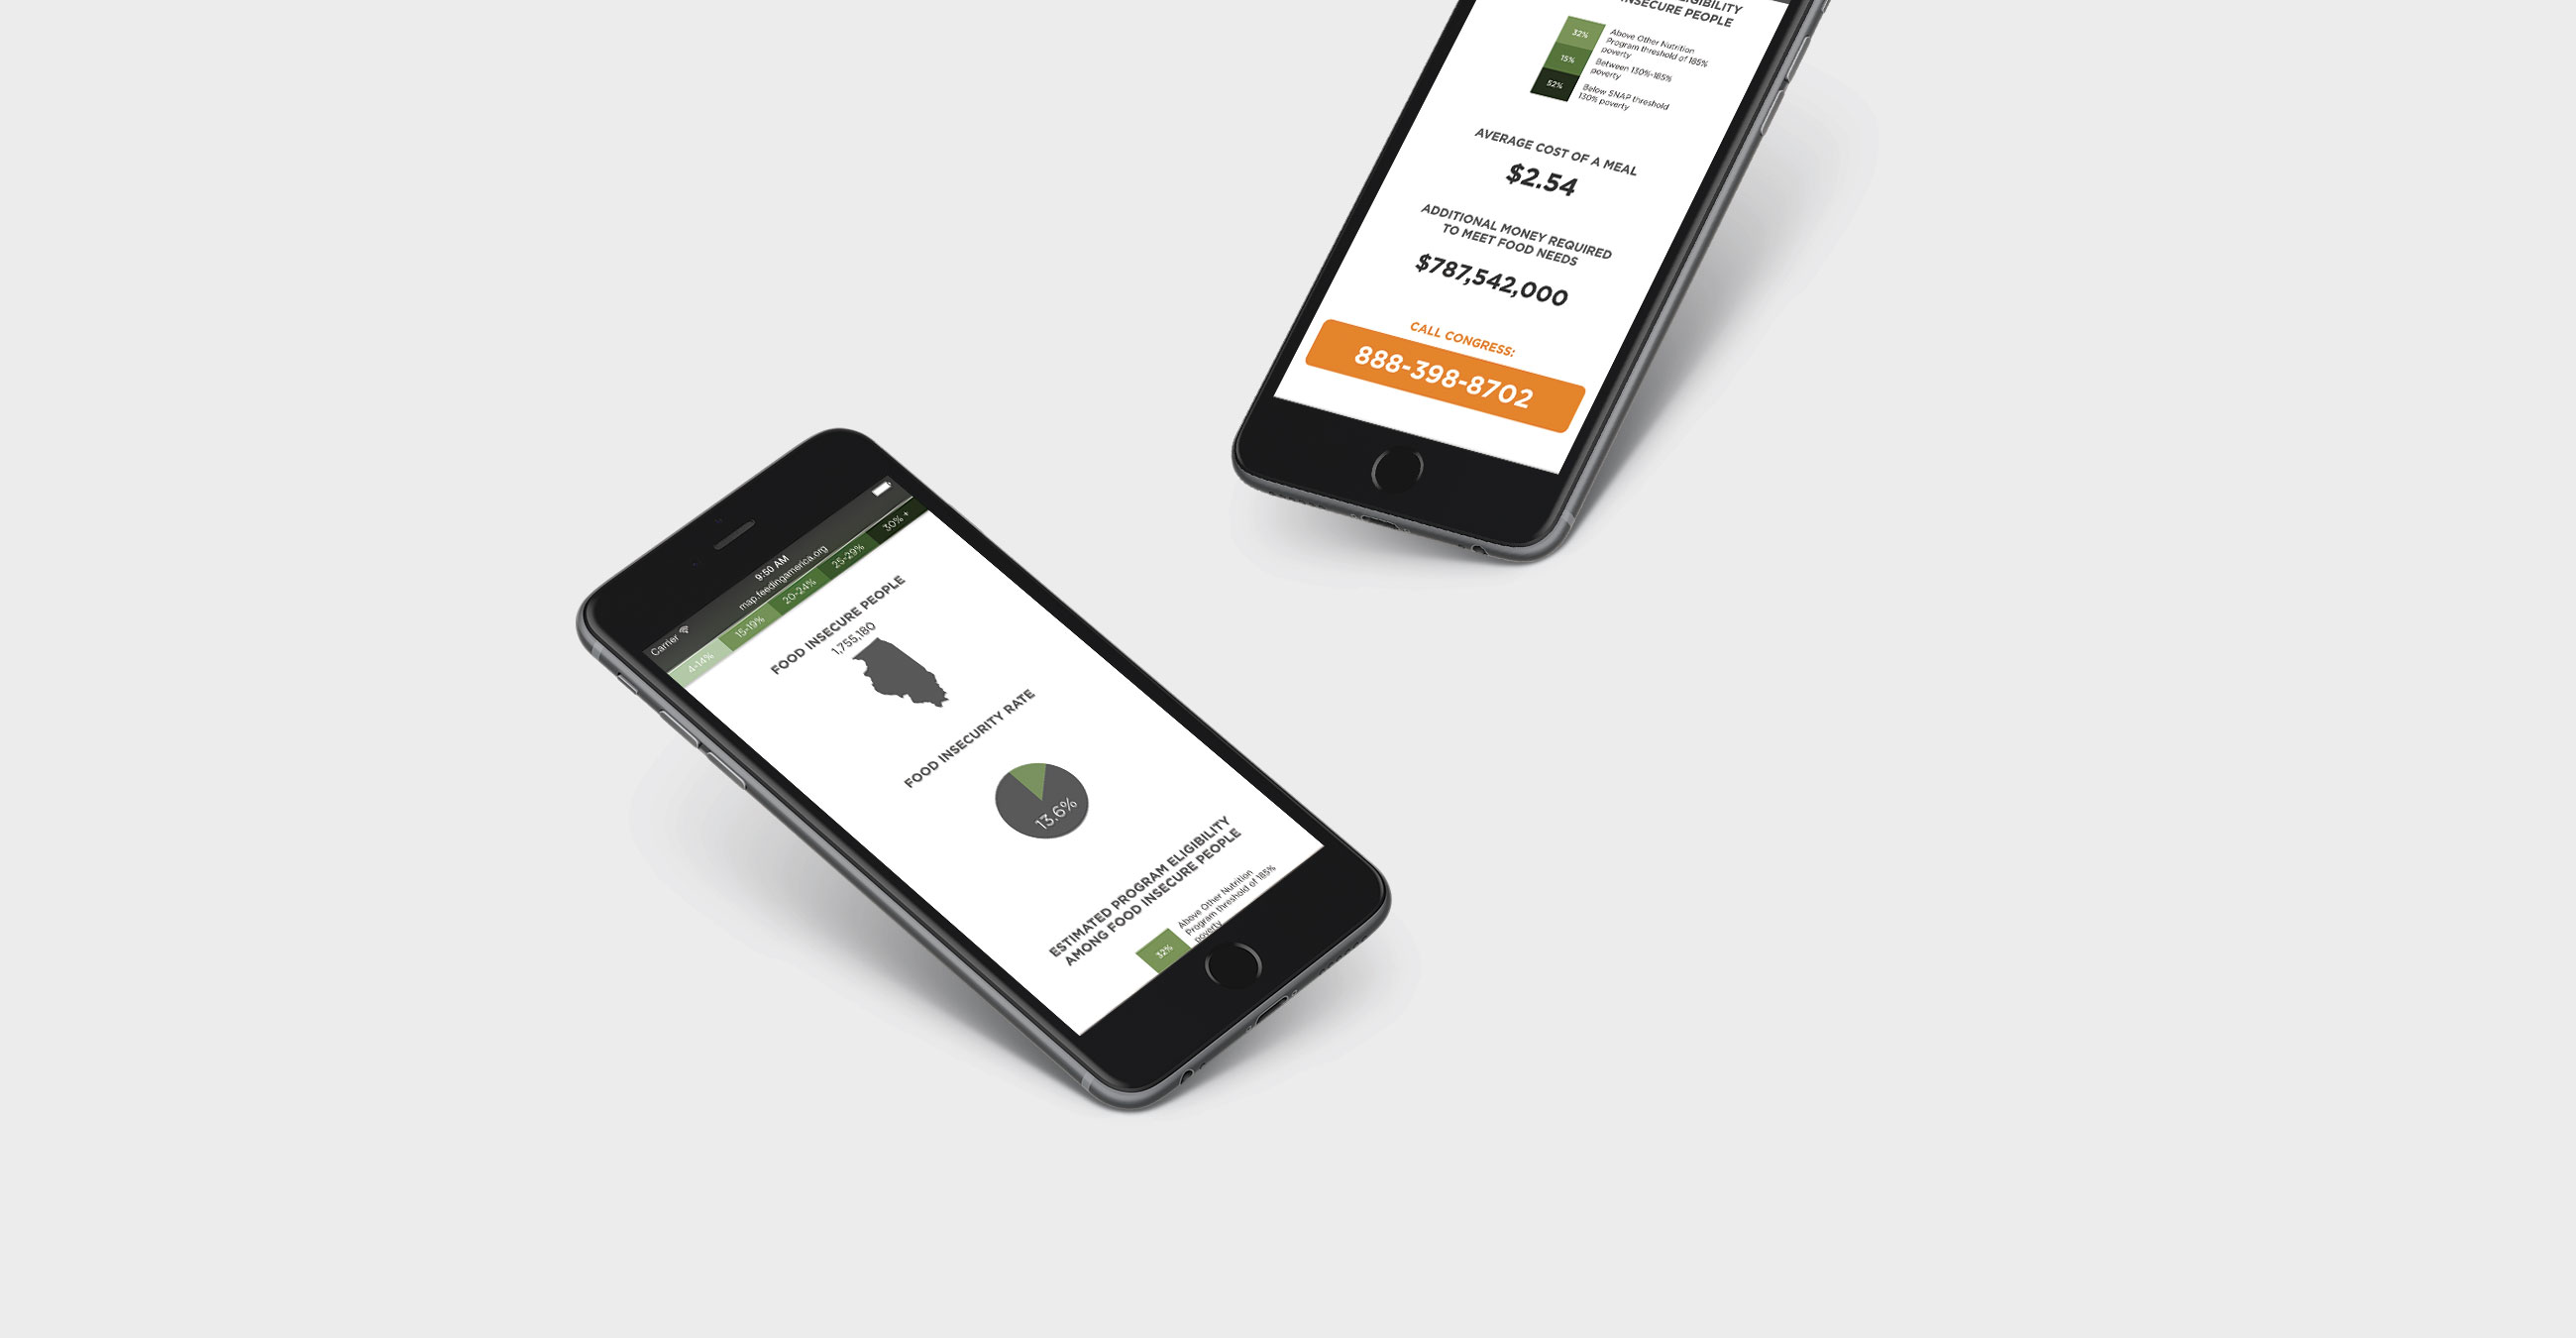 9:50 AM
Carrier
map.feedingamerica.org
4-14% 15-19% 20-24% 25-29% 30% +
FOOD INSECURE PEOPLE
1,755,180
FOOD INSECURITY RATE
13.6%
ESTIMATED PROGRAM ELIGIBILITY
AMONG FOOD INSECURE PEOPLE
32%
Above Other Nutrition
Program threshold of 185%
poverty
INSECURE PEOPLE
32%
Above Other Nutrition
Program threshold of 185%
poverty
15%
Between 130%-185%
poverty
52%
Below SNAP threshold
130% poverty
AVERAGE COST OF A MEAL
$2.54
ADDITIONAL MONEY REQUIRED
TO MEET FOOD NEEDS
$787,542,000
CALL CONGRESS:
888-398-8702